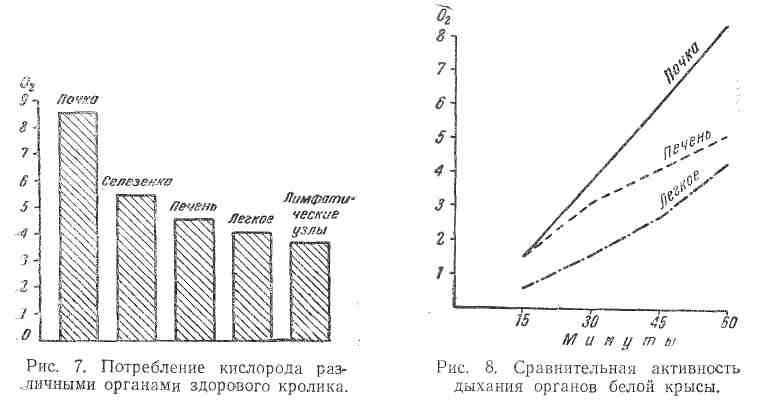 O₂
9
8
7
6
5
4
3
2
1
0
Почка
Селезенка
Печень
Легкое
Лимфати-
ческие
узлы
Рис. 7. Потребление кислорода раз-
личными органами здорового кролика.
O₂
8
7
6
5
4
3
2
1
Почка
Печень
Легкое
15 30 45 60
Минуты
Рис. 8. Сравнительная активность
дыхания органов белой крысы.